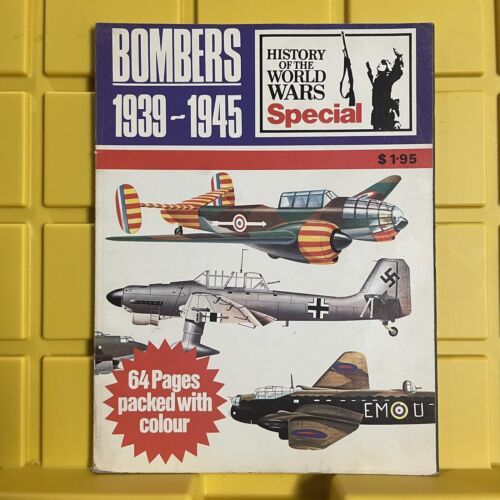 BOMBERS
1939-1945
HISTORY
OF THE
WORLD
WARS
Special
$1·95
64 Pages
packed with
colour
EM U